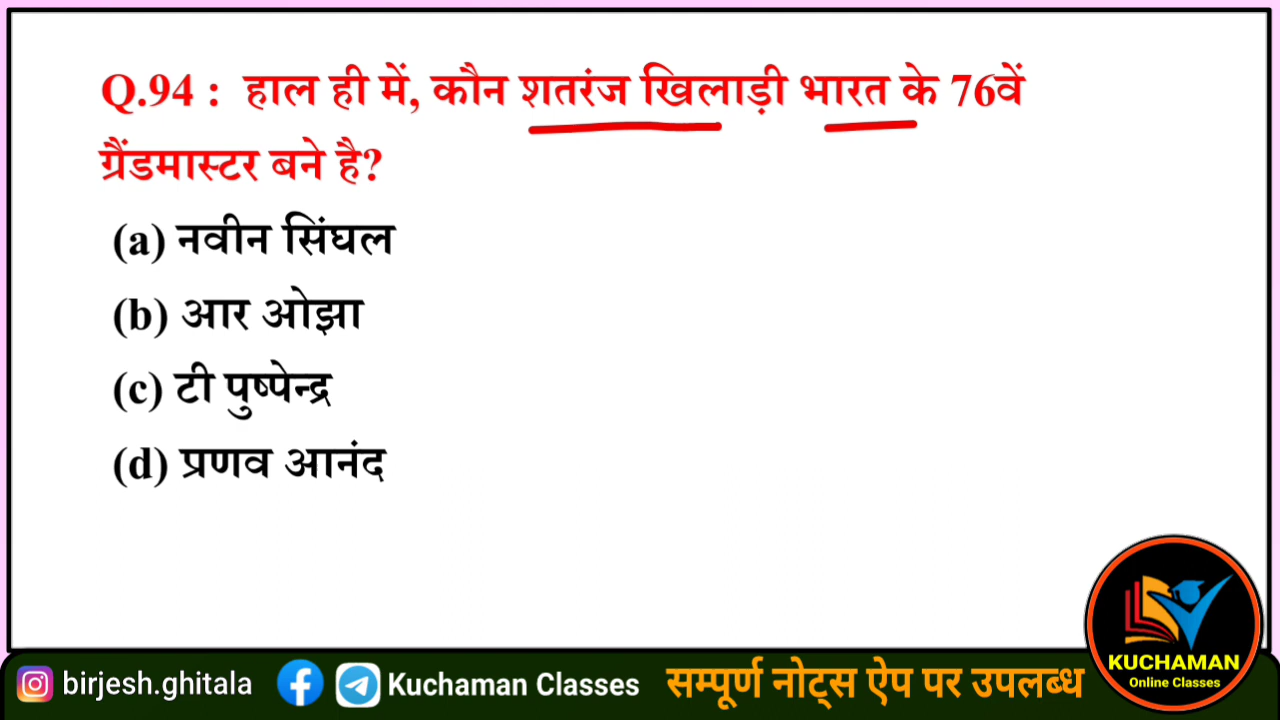 Q.94 : हाल ही में, कौन शतरंज खिलाड़ी भारत के 76वें
ग्रैंडमास्टर बने है?
(a) नवीन सिंघल
(b) आर ओझा
(c) टी पुष्पेन्द्र
(d) प्रणव आनंद
KUCHAMAN
Online Classes
birjesh.ghitala
Kuchaman Classes
सम्पूर्ण नोट्स ऐप पर उपलब्ध